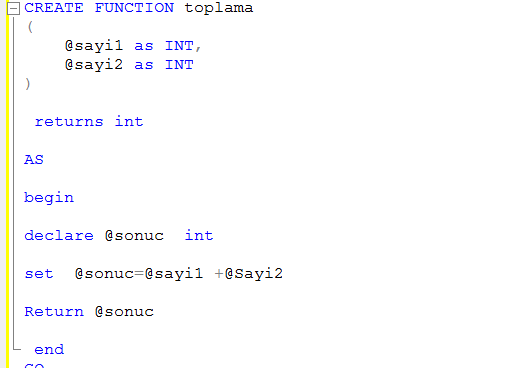 CREATE FUNCTION toplama
(
@sayi1 as INT,
@sayi2 as INT
)
returns int
AS
begin
declare @sonuc  int
set  @sonuc=@sayi1 +@Sayi2
Return @sonuc
end
GO